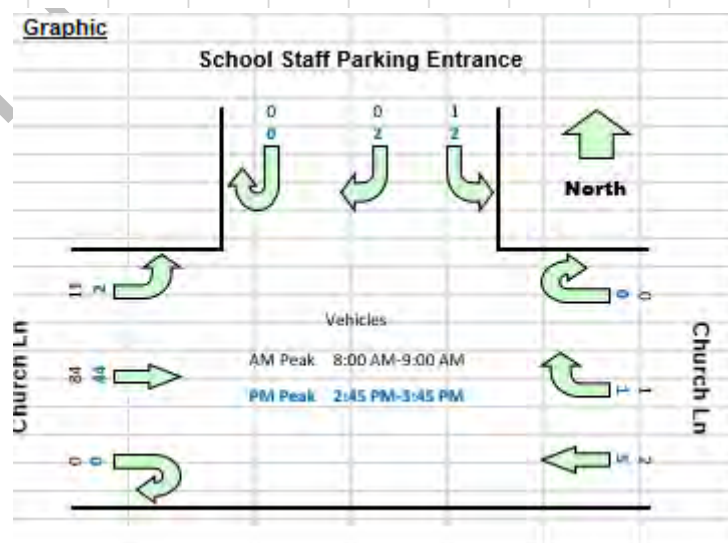 Graphic
School Staff Parking Entrance
0 0 1
0 2 2
North
11 2
0 0
Vehicles
AM Peak 8:00 AM-9:00 AM
PM Peak 2:45 PM-3:45 PM
84 44
1 1
0 0
5 2
Church Ln
Church Ln